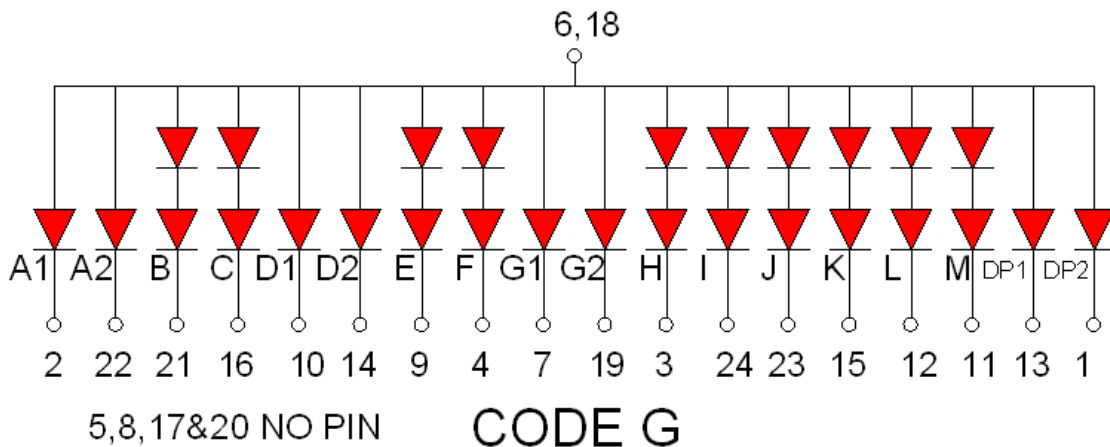 6,18
A1 A2 B C D1 D2 E F G1 G2 H I J K L M DP1 DP2
2 22 21 16 10 14 9 4 7 19 3 24 23 15 12 11 13 1
5,8,17&20 NO PIN CODE G